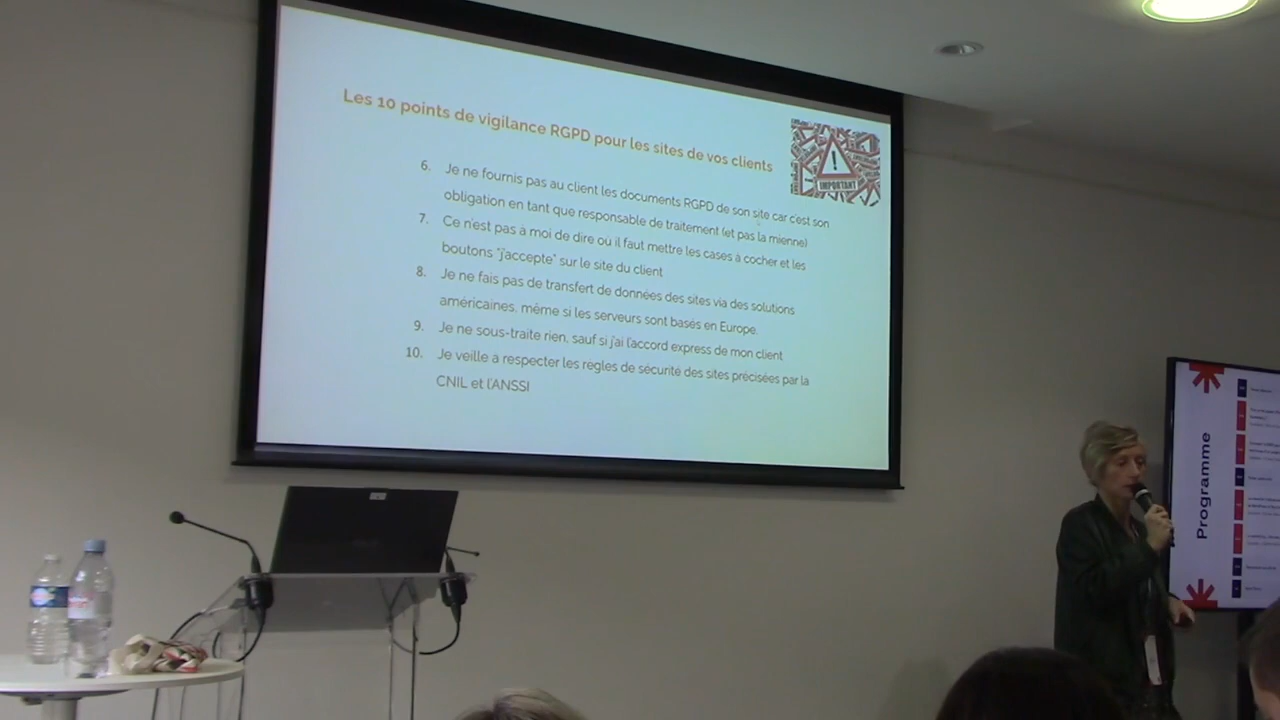 Les 10 points de vigilance RGPD pour les sites de vos clients
6. Je ne fournis pas au client les documents RGPD de son site car c'est son
obligation en tant que responsable de traitement (et pas la mienne)
7. Ce n'est pas à moi de dire où il faut mettre les cases à cocher et les
boutons "j'accepte" sur le site du client
8. Je ne fais pas de transfert de données des sites via des solutions
américaines, même si les serveurs sont basés en Europe.
9. Je ne sous-traite rien, sauf si j'ai l'accord express de mon client
10. Je veille à respecter les règles de sécurité des sites précisées par la
CNIL et l'ANSSI
IMPORTANT
Programme